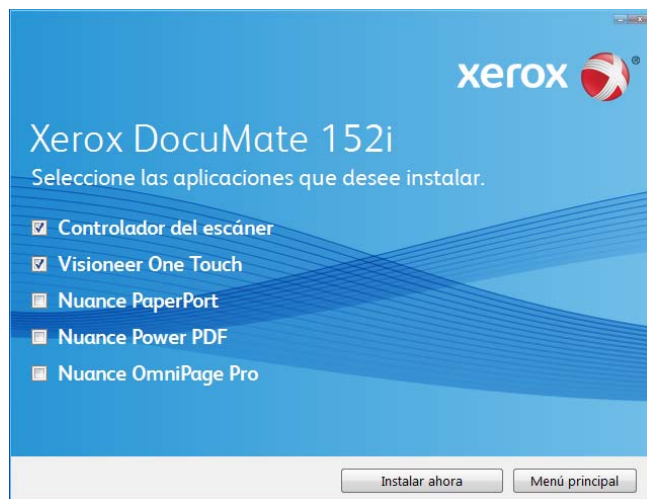 xerox ®
Xerox DocuMate 152i
Seleccione las aplicaciones que desee instalar.
Controlador del escáner
Visioneer One Touch
Nuance PaperPort
Nuance Power PDF
Nuance OmniPage Pro
Instalar ahora Menú principal